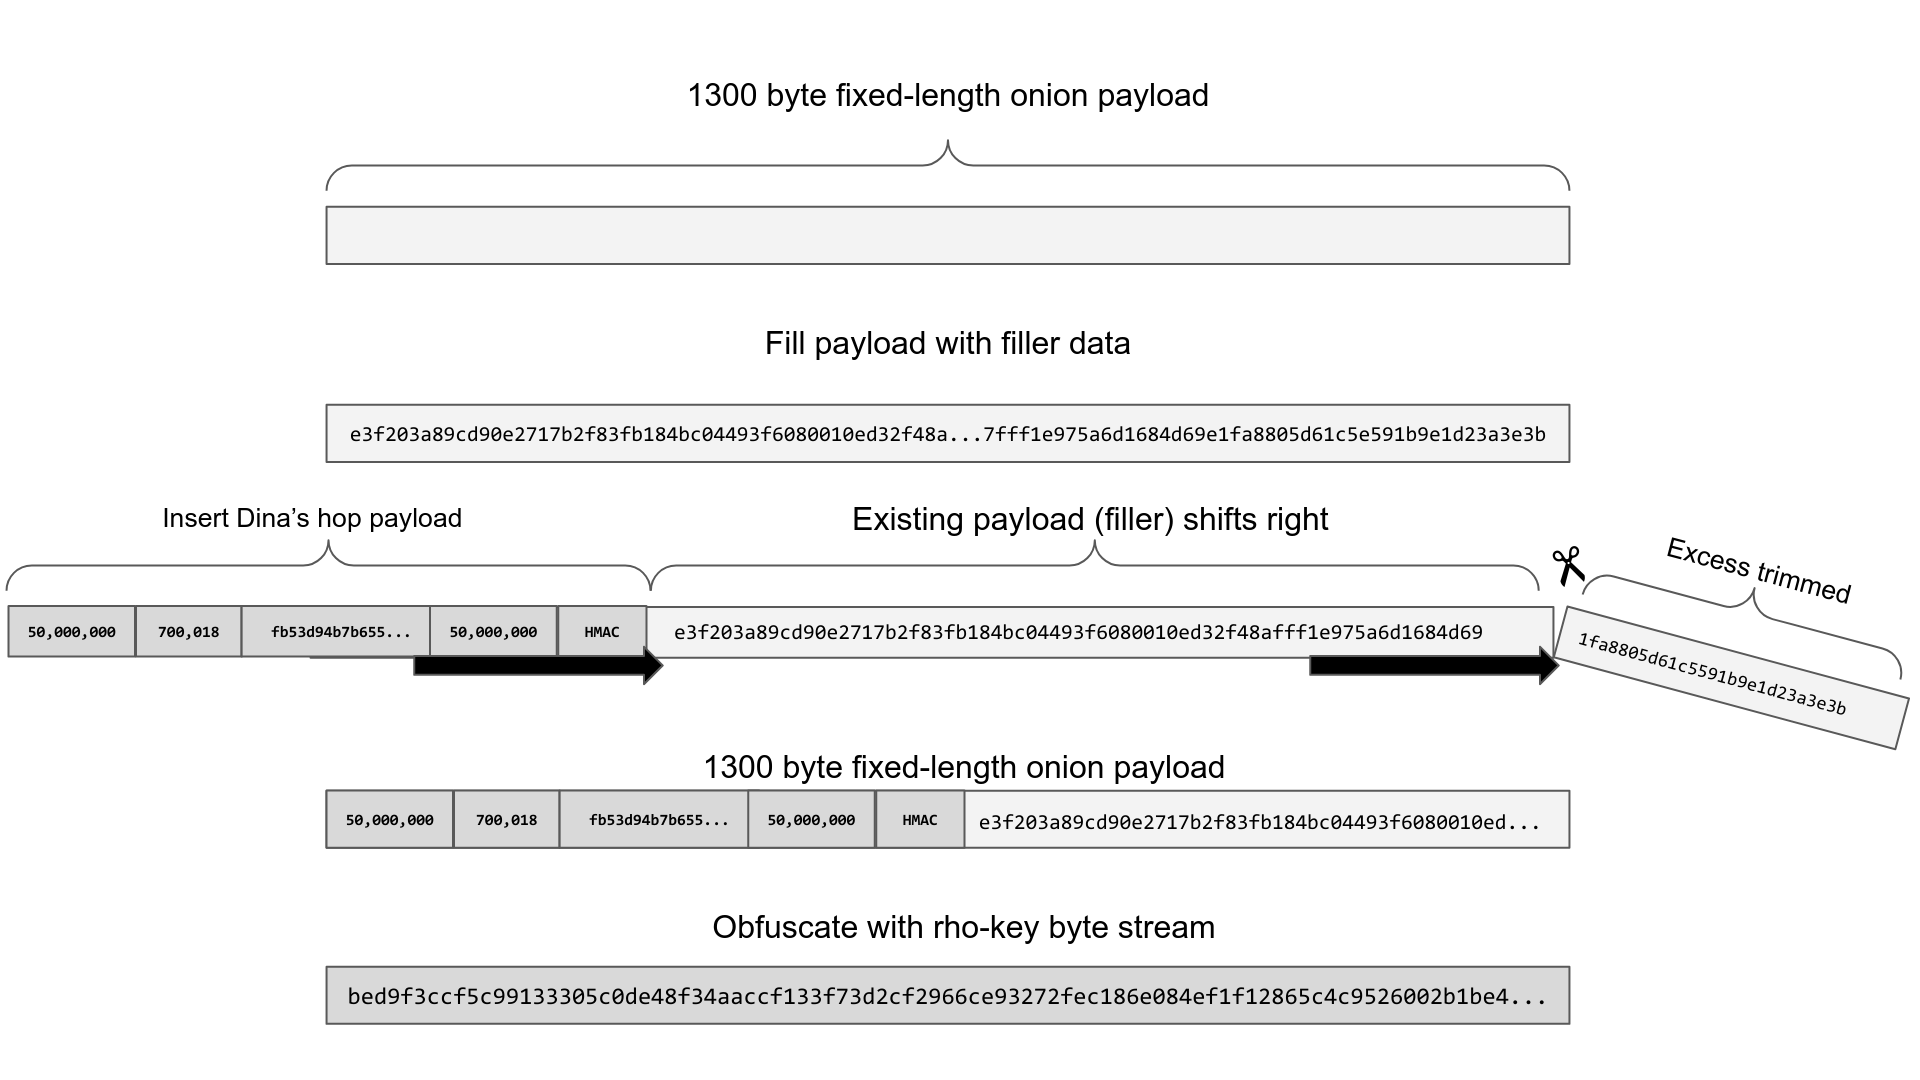 1300 byte fixed-length onion payload
Fill payload with filler data
e3f203a89cd90e2717b2f83fb184bc04493f6080010ed32f48a...7fff1e975a6d1684d69e1fa8805d61c5e591b9e1d23a3e3b
Insert Dina’s hop payload
Existing payload (filler) shifts right
Excess trimmed
50,000,000 700,018 fb53d94b7b655... 50,000,000 HMAC e3f203a89cd90e2717b2f83fb184bc04493f6080010ed32f48afff1e975a6d1684d69
1fa8805d61c5591b9e1d23a3e3b
1300 byte fixed-length onion payload
50,000,000 700,018 fb53d94b7b655... 50,000,000 HMAC e3f203a89cd90e2717b2f83fb184bc04493f6080010ed...
Obfuscate with rho-key byte stream
bed9f3ccf5c99133305c0de48f34aaccf133f73d2cf2966ce93272fec186e084ef1f12865c4c9526002b1be4...